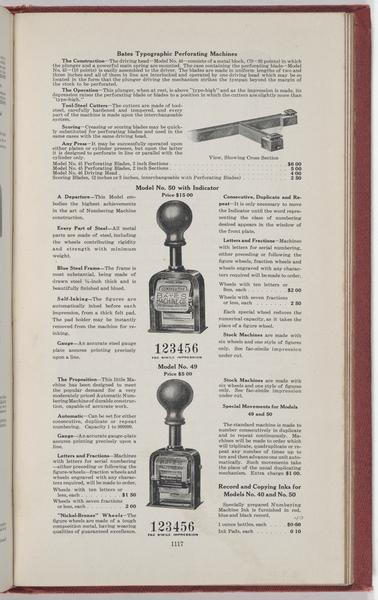 Bates Typographic Perforating Machines
The Construction—The driving head—Model No. 46—consists of a metal block, in which
the plunger and a powerful main spring are mounted. The case containing the perforating blade—Model
is easily assembled to the driver. The blades are made in uniform lengths of two and
three inches and all of them in line are interlocked and operated by one driving head which may be so
located in the form that the plunger driving the mechanism strikes the tympan beyond the margin of
the stock to be perforated.
The Operation—This plunger, when at rest, is above "type-high" and as the impression is made, its
depression raises the perforating blade or blades to a position in which the cutters are slightly more than
"type-high."
Tool-Steel Cutters—The cutters are made of tool-
steel, carefully hardened and tempered, and every
part of the machine is made upon the interchangeable
system.
Scoring—Creasing or scoring blades may be quick-
ly substituted for perforating blades and used in the
same cases with the same driving head.
Any Press—It may be successfully operated upon
either platen or cylinder presses, but upon the latter
it is designed to perforate in line or parallel with the
cylinder only.
View, Showing Cross Section
Model No. 45 Perforating Blades, 2 inch Sections $6 00
Perforating Blades, 2 inch Sections 5 00
Model No. 46 Driving Head 4 00
Scoring Blades, (2 inches or 3 inches, interchangeable with Perforating Blades) 2 50
Model No. 50 with Indicator
Price $15 00
A Departure—This Model em-
bodies the highest achievements
in the art of Numbering Machine
construction.
Every Part of Steel—All metal
parts are made of steel, including
the wheels contributing rigidity
and strength with minimum
weight.
Blue Steel Frame—The frame is
most substantial, being made of
drawn steel ⅛-inch thick and is
beautifully finished and blued.
Self-Inking—The figures are
automatically inked before each
impression, from a thick felt pad.
The pad holder may be instantly
removed from the machine for re-
inking.
Gauge—An accurate steel gauge
plate assures printing precisely
upon a line.
BATES
123456
FAC SIMILE IMPRESSION
Consecutive, Duplicate and Re-
peat—It is only necessary to move
the Indicator until the word repre-
senting the class of numbering
desired appears in the window of
the front plate.
Letters and Fractions—Machines
with letters for serial numbering,
either preceding or following the
figure wheels, fraction wheels and
wheels engraved with any charac-
ters required will be made to order.
Wheels with ten letters or
less, each $2 00
Wheels with seven fractions
or less, each 2 50
Each special wheel reduces the
numerical capacity, as it takes the
place of a figure wheel.
Stock Machines are made with
six wheels and one style of figures
only. See fac-simile impression
under cut.
Model No. 49
Price $5 00
The Proposition—This little Ma-
chine has been designed to meet
the popular demand for a very
moderately priced Automatic Num-
bering Machine of durable construc-
tion, capable of accurate work.
Automatic—Can be set for either
consecutive, duplicate or repeat
numbering. Capacity 1 to 999999.
Gauge—An accurate gauge-plate
assures printing precisely upon a
line.
Letters and Fractions—Machines
with letters for serial numbering
—either preceding or following the
figure-wheels—fraction wheels and
wheels engraved with any charac-
ters required, will be made to order.
Wheels with ten letters or
less, each $1 50
Wheels with seven fractions
or less, each 2 00
"Nickel-Bronze" Wheels—The
figure wheels are made of a tough
composition metal, having wearing
qualities of guaranteed excellence.
123456
FAC SIMILE IMPRESSION
Stock Machines are made with
six wheels and one style of figures
only. See fac-simile impression
under cut.
Special Movements for Models
49 and 50
The standard machine is made to
number consecutively in duplicate
and to repeat continuously. Ma-
chines will be made to order which
will triplicate, quadruplicate or re-
peat any number of times up to
ten and then advance one unit auto-
matically. Such movements take
the place of the usual duplicating
mechanism. Extra charge $1 00.
Record and Copying Inks for
Models No. 40 and No. 50
Specially prepared Numbering
Machine Ink is furnished in red,
blue and black record.
1 ounce bottles, each $0 50
Ink Pads, each 0 10
1117